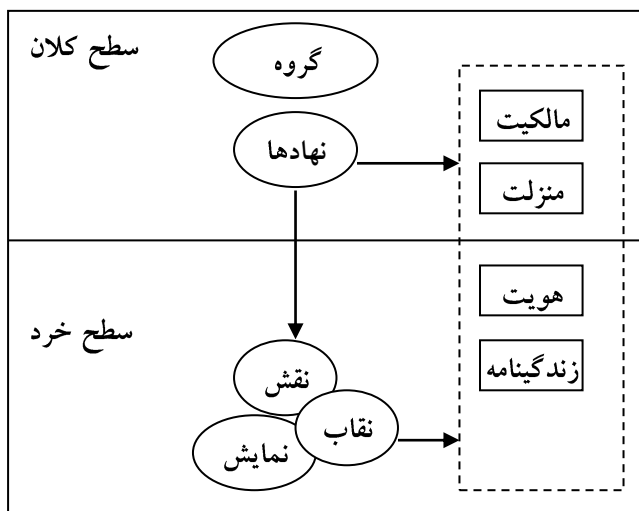 سطح کلان
گروه
نهادها
مالکیت
منزلت
سطح خرد
هویت
زندگینامه
نقش
نقاب
نمایش